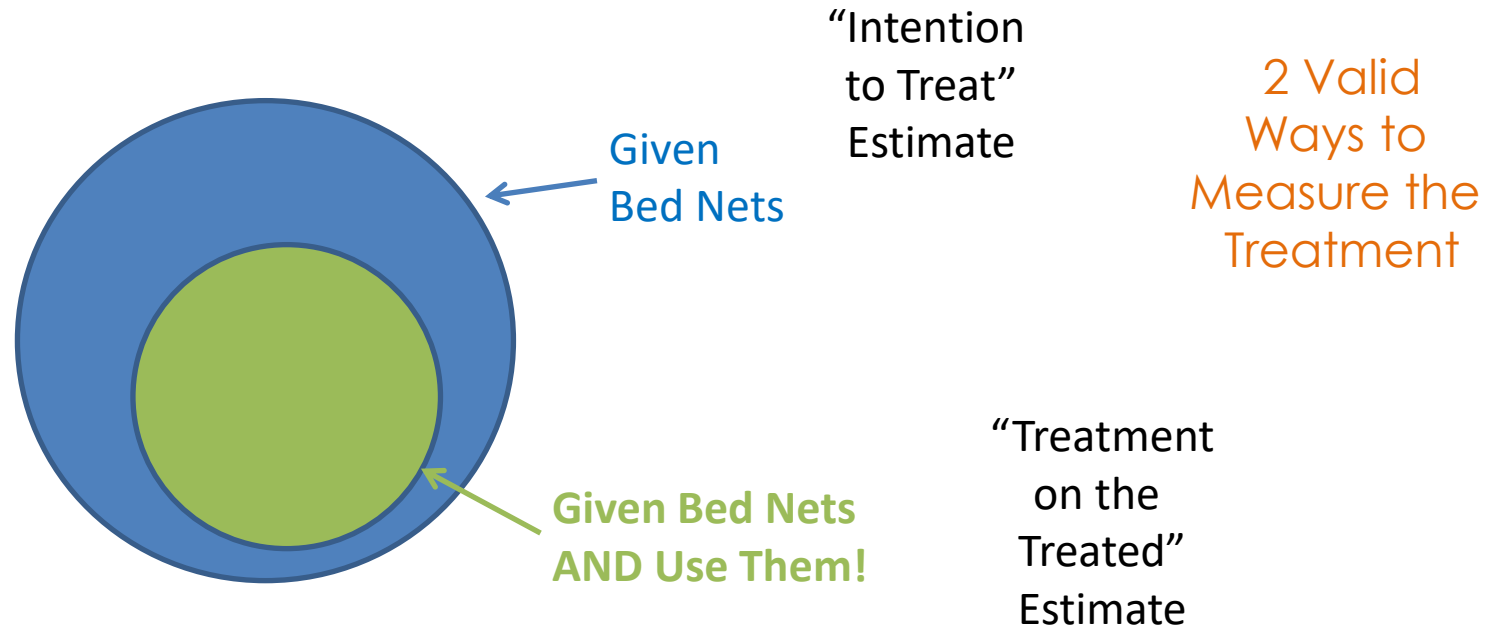 “Intention
to Treat”
Estimate
2 Valid
Ways to
Measure the
Treatment
Given
Bed Nets
“Treatment
on the
Treated”
Estimate
Given Bed Nets
AND Use Them!